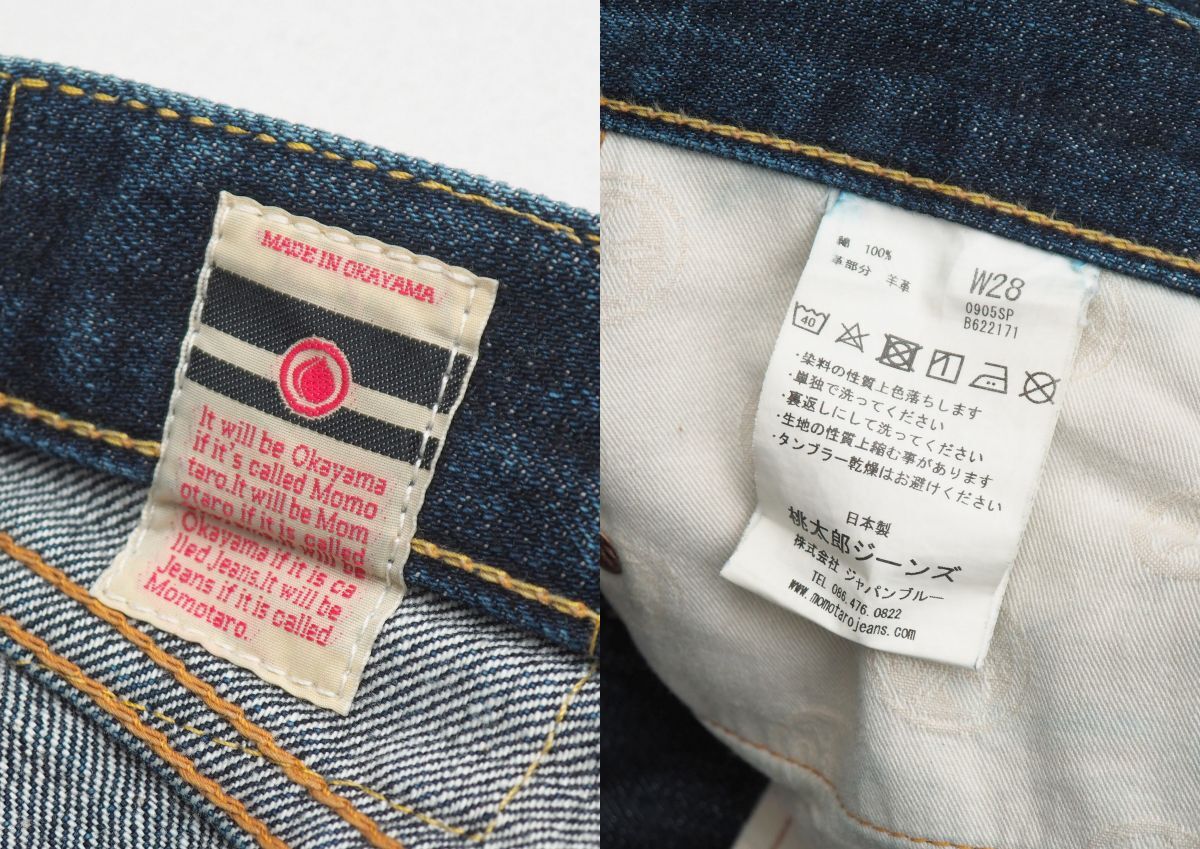 MADE IN OKAYAMA
It will be Okayama
if it's called Momo
taro.It will be Mom
otaro if it is called
Okayama if it is ca
lled Jeans.It will be
Jeans if it is called
Momotaro.
綿 100%
革部分 羊革
W28
0905SP
B622171
40
・染料の性質上色落ちします
・単独で洗ってください
・裏返しにして洗ってください
・生地の性質上縮む事があります
・タンブラー乾燥はお避けください
日本製
桃太郎ジーンズ
株式会社 ジャパンブルー
TEL 086.476.0822
www.momotarojeans.com